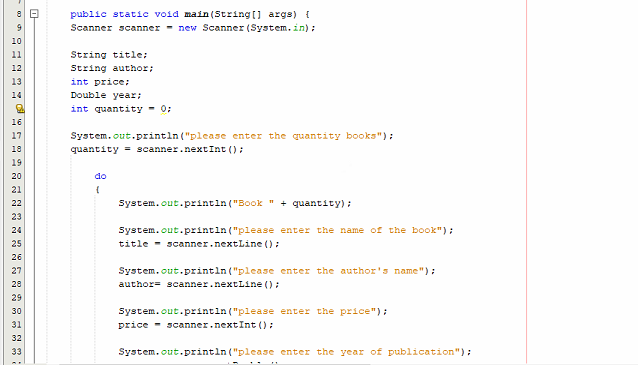 7
8 public static void main(String[] args) {
9 Scanner scanner = new Scanner(System.in);
10
11 String title;
12 String author;
13 int price;
14 Double year;
int quantity = 0;
16
17 System.out.println("please enter the quantity books");
18 quantity = scanner.nextInt();
19
20 do
21 {
22 System.out.println("Book " + quantity);
23
24 System.out.println("please enter the name of the book");
25 title = scanner.nextLine();
26
27 System.out.println("please enter the author's name");
28 author= scanner.nextLine();
29
30 System.out.println("please enter the price");
31 price = scanner.nextInt();
32
33 System.out.println("please enter the year of publication");